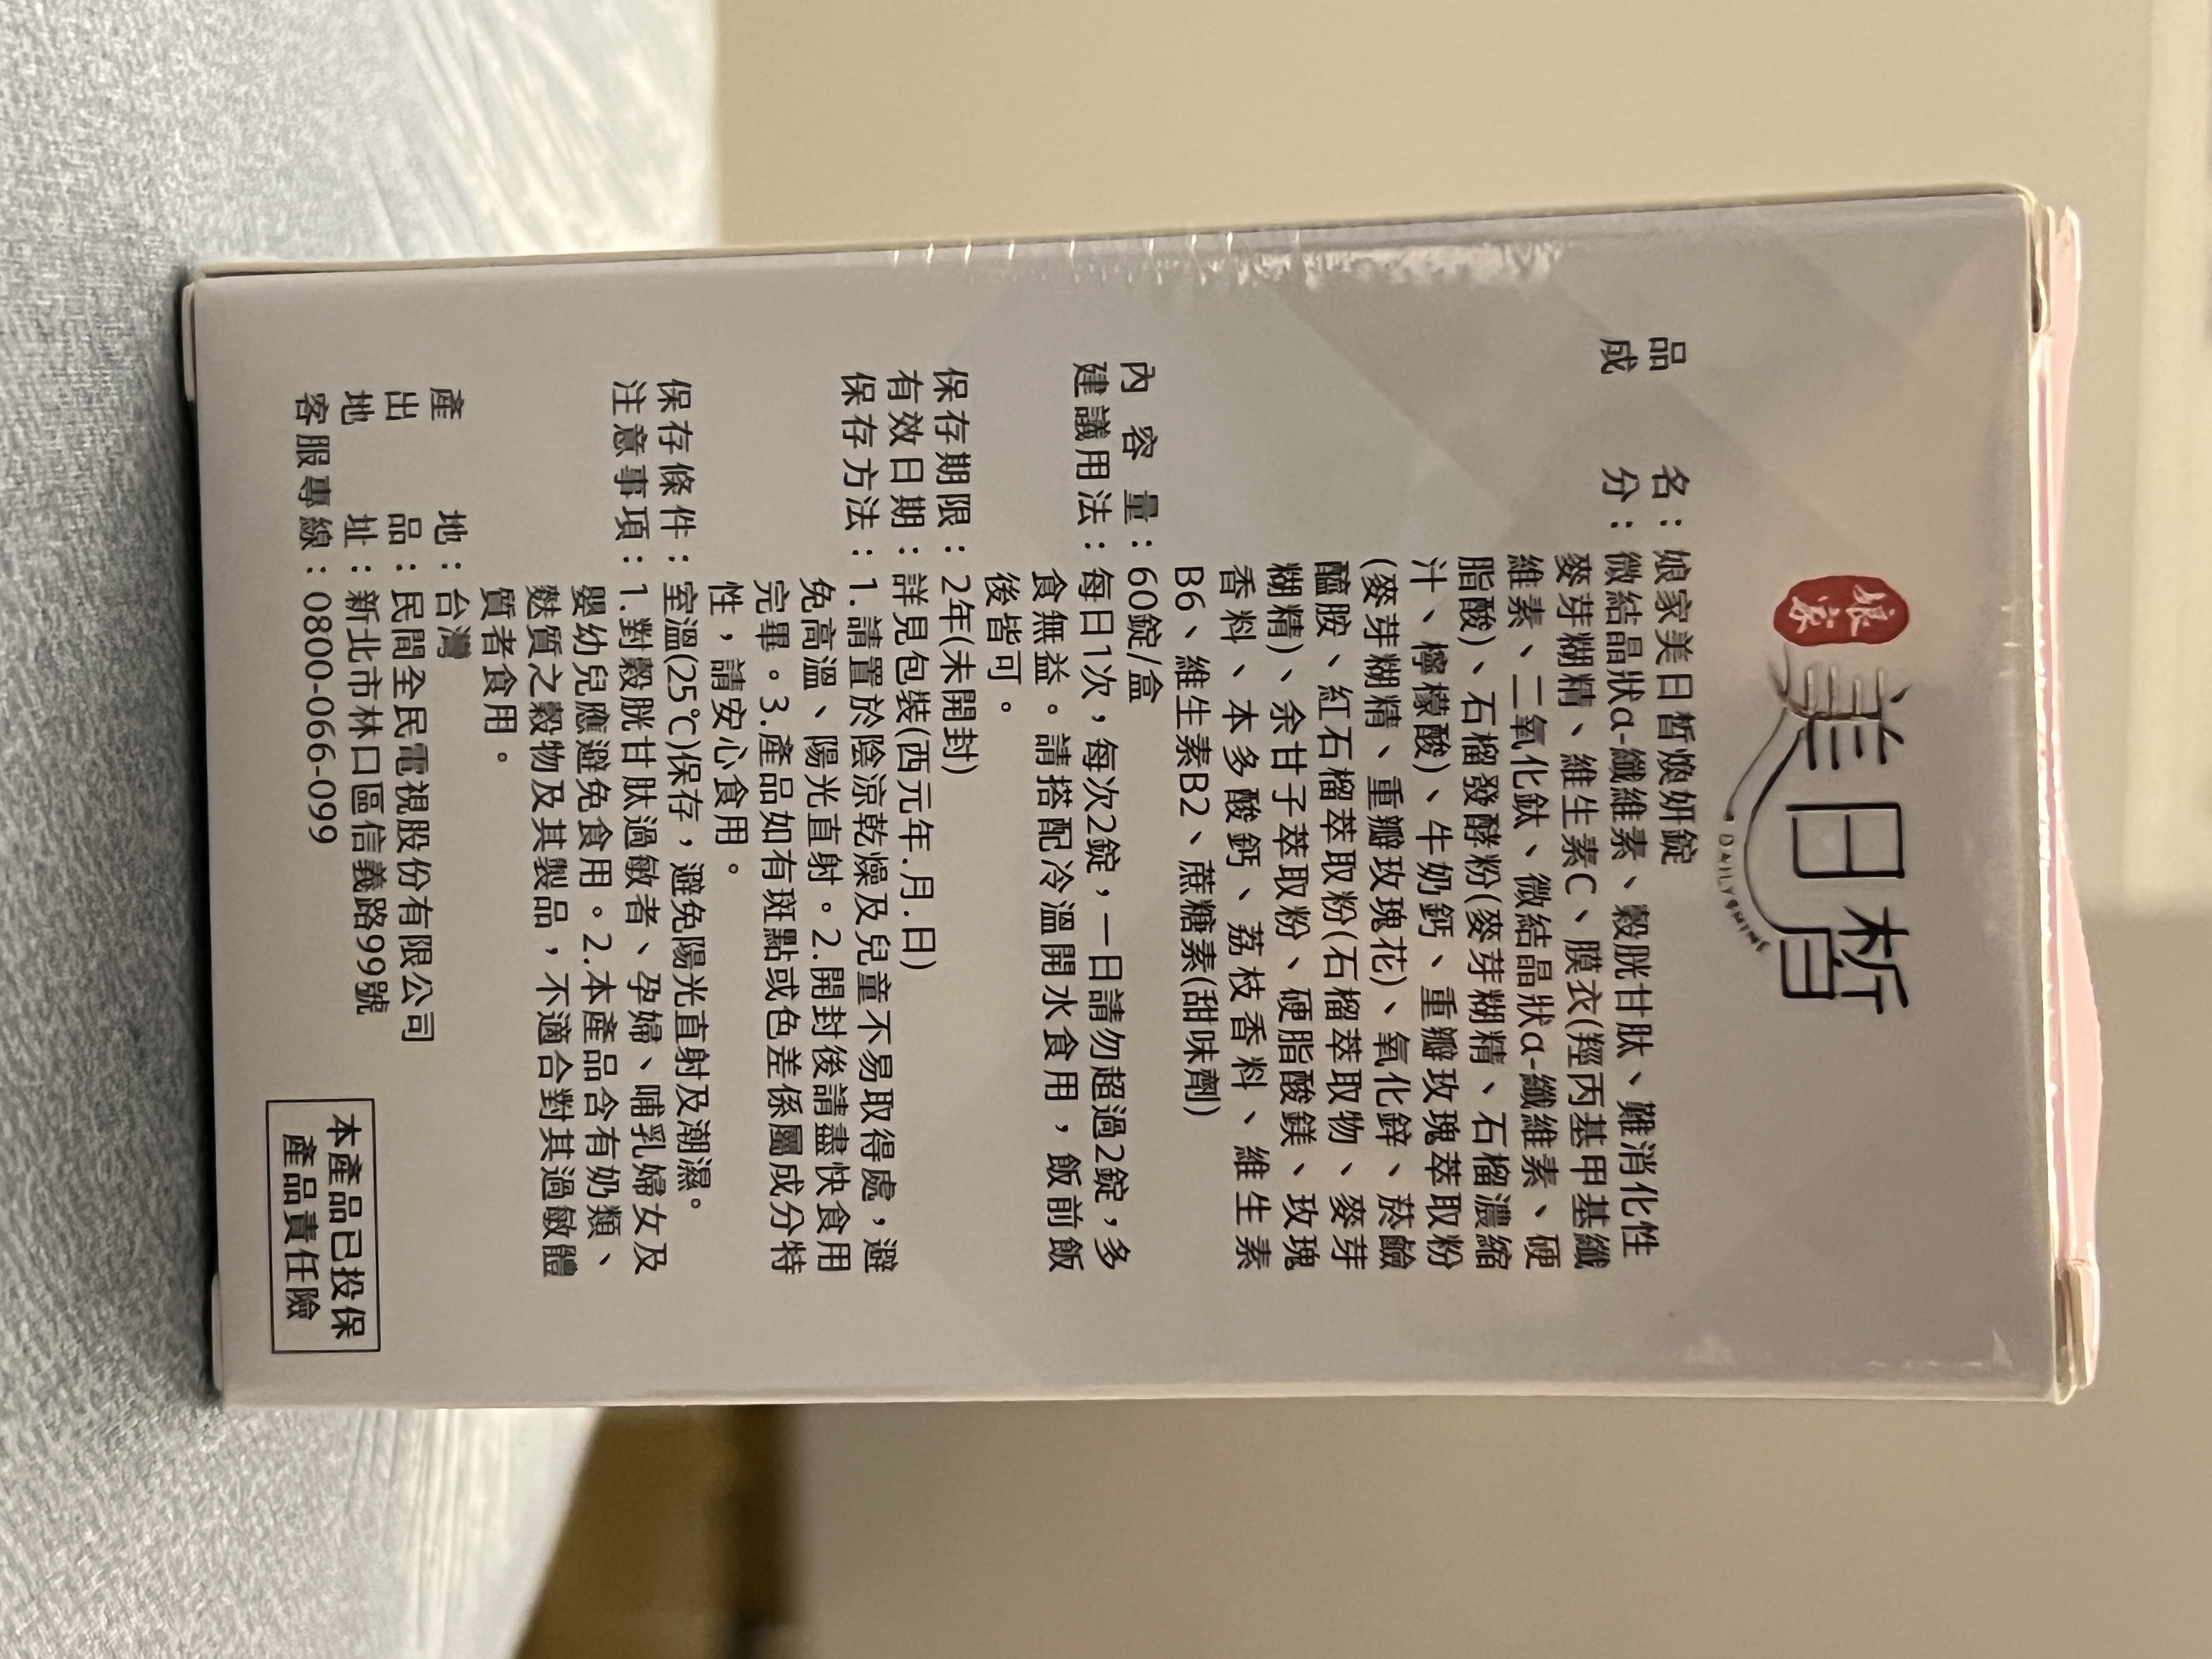 娘家
美日皙
DAILY SHINE
品名：娘家美日皙煥妍錠
成分：微結晶狀α-纖維素、穀胱甘肽、難消化性
麥芽糊精、維生素C、膜衣(羥丙基甲基纖
維素、二氧化鈦、微結晶狀α-纖維素、硬
脂酸)、石榴發酵粉(麥芽糊精、石榴濃縮
汁、檸檬酸)、牛奶鈣、重瓣玫瑰萃取粉
(麥芽糊精、重瓣玫瑰花)、氧化鋅、菸鹼
醯胺、紅石榴萃取粉(石榴萃取物、麥芽
糊精)、余甘子萃取粉、硬脂酸鎂、玫瑰
香料、本多酸鈣、荔枝香料、維生素
B6、維生素B2、蔗糖素(甜味劑)
內容量：60錠/盒
建議用法：每日1次，每次2錠，一日請勿超過2錠，多
食無益。請搭配冷溫開水食用，飯前飯
後皆可。
保存期限：2年(未開封)
有效日期：詳見包裝(西元年.月.日)
保存方法：1.請置於陰涼乾燥及兒童不易取得處，避
免高溫、陽光直射。2.開封後請盡快食用
完畢。3.產品如有斑點或色差係屬成分特
性，請安心食用。
保存條件：室溫(25℃)保存，避免陽光直射及潮濕。
注意事項：1.對穀胱甘肽過敏者、孕婦、哺乳婦女及
嬰幼兒應避免食用。2.本產品含有奶類、
麩質之穀物及其製品，不適合對其過敏體
質者食用。
產地：台灣
出品：民間全民電視股份有限公司
地址：新北市林口區信義路99號
客服專線：0800-066-099
本產品已投保
產品責任險